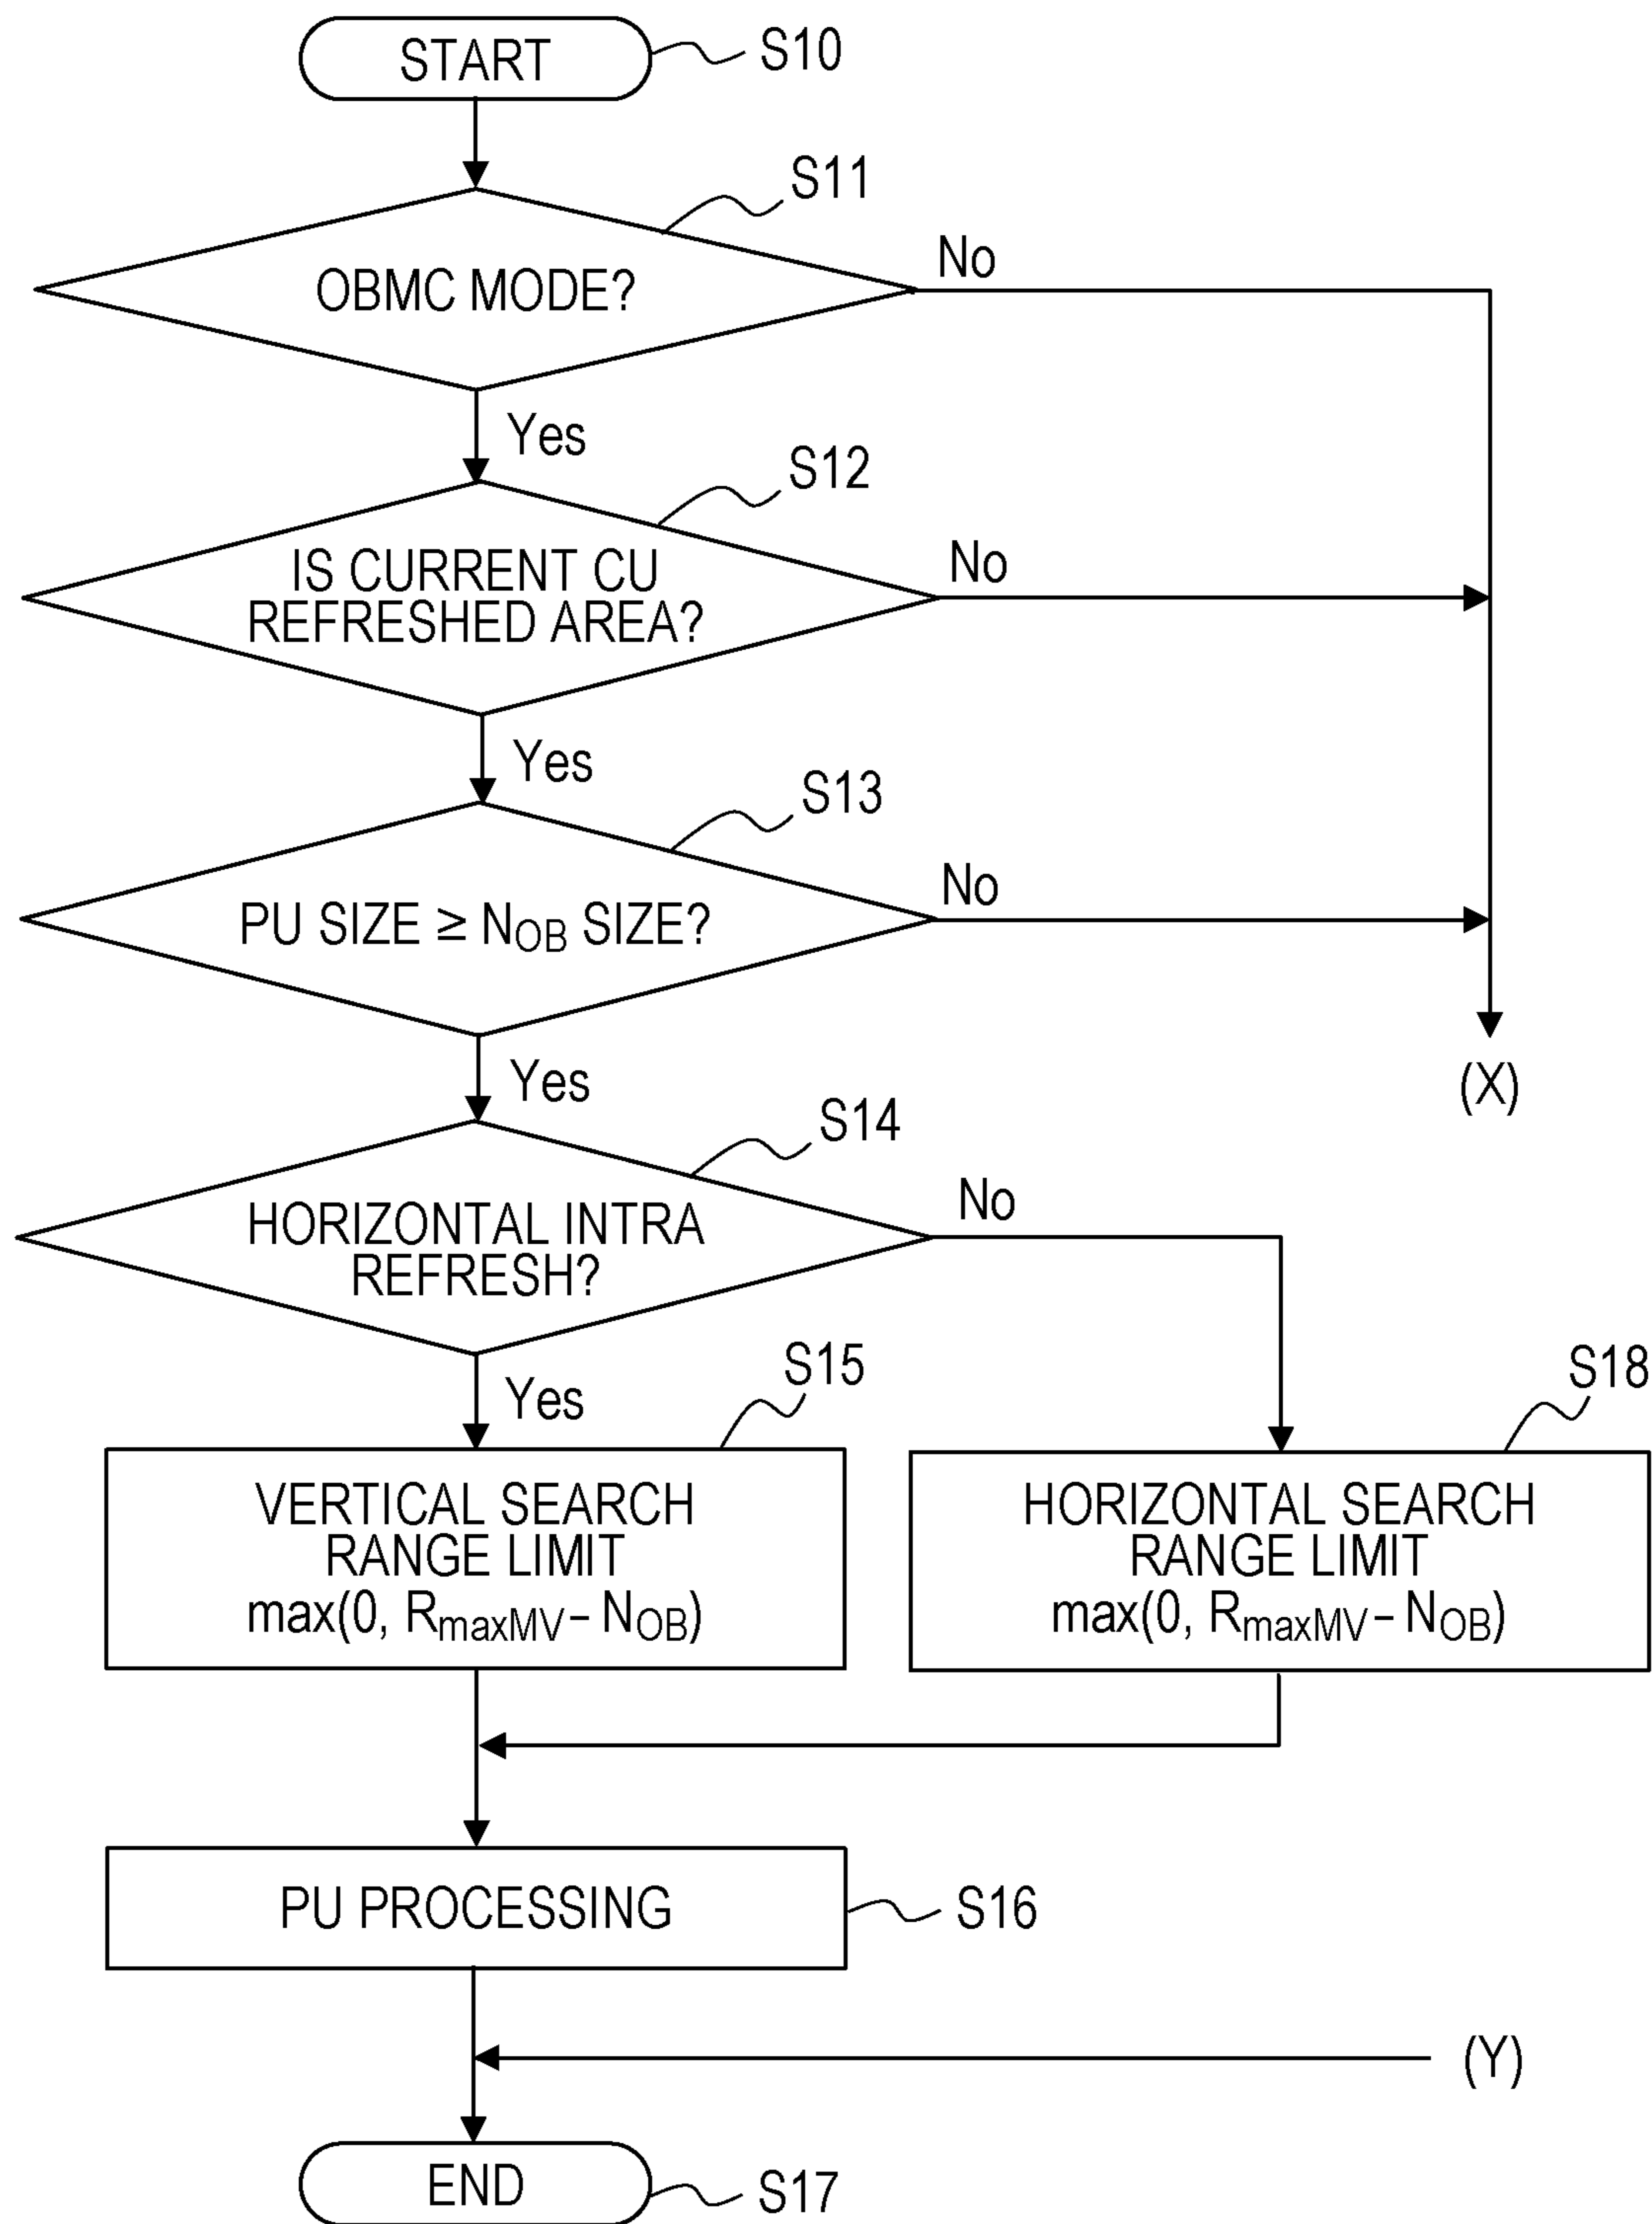 START
S10
S11
OBMC MODE?
No
Yes
S12
IS CURRENT CU
REFRESHED AREA?
No
Yes
S13
PU SIZE ≥ NOB SIZE?
No
Yes
(X)
S14
HORIZONTAL INTRA
REFRESH?
No
Yes
S15
S18
VERTICAL SEARCH
RANGE LIMIT
max(0, RmaxMV – NOB)
HORIZONTAL SEARCH
RANGE LIMIT
max(0, RmaxMV – NOB)
PU PROCESSING
S16
(Y)
END
S17